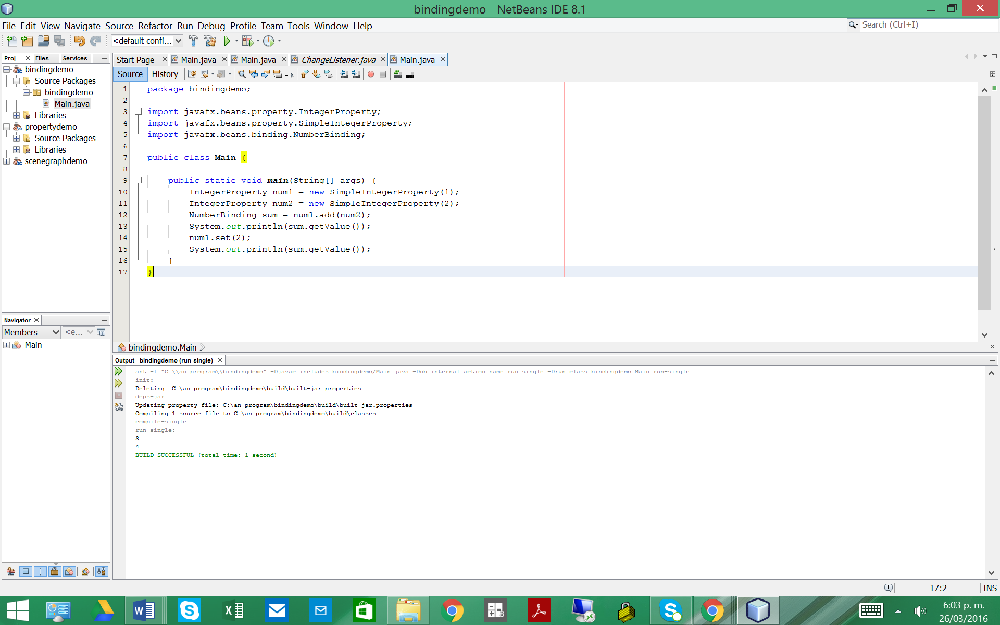 bindingdemo - NetBeans IDE 8.1
File Edit View Navigate Source Refactor Run Debug Profile Team Tools Window Help
Search (Ctrl+I)
<default confi...
Proj... Files Services
Start Page Main.java Main.java ChangeListener.java Main.java
Source History
bindingdemo
Source Packages
bindingdemo
Main.java
Libraries
propertydemo
Source Packages
Libraries
scenegraphdemo
1 package bindingdemo;
2
3 import javafx.beans.property.IntegerProperty;
4 import javafx.beans.property.SimpleIntegerProperty;
5 import javafx.beans.binding.NumberBinding;
6
7 public class Main {
8
9 public static void main(String[] args) {
10 IntegerProperty num1 = new SimpleIntegerProperty(1);
11 IntegerProperty num2 = new SimpleIntegerProperty(2);
12 NumberBinding sum = num1.add(num2);
13 System.out.println(sum.getValue());
14 num1.set(2);
15 System.out.println(sum.getValue());
16 }
17 }
Navigator
Members <e...
Main
bindingdemo.Main
Output - bindingdemo (run-single)
ant -f "C:\\an program\\bindingdemo" -Djavac.includes=bindingdemo/Main.java -Dnb.internal.action.name=run.single -Drun.class=bindingdemo.Main run-single
init:
Deleting: C:\an program\bindingdemo\build\built-jar.properties
deps-jar:
Updating property file: C:\an program\bindingdemo\build\built-jar.properties
Compiling 1 source file to C:\an program\bindingdemo\build\classes
compile-single:
run-single:
3
4
BUILD SUCCESSFUL (total time: 1 second)
17:2 INS
6:03 p. m.
26/03/2016